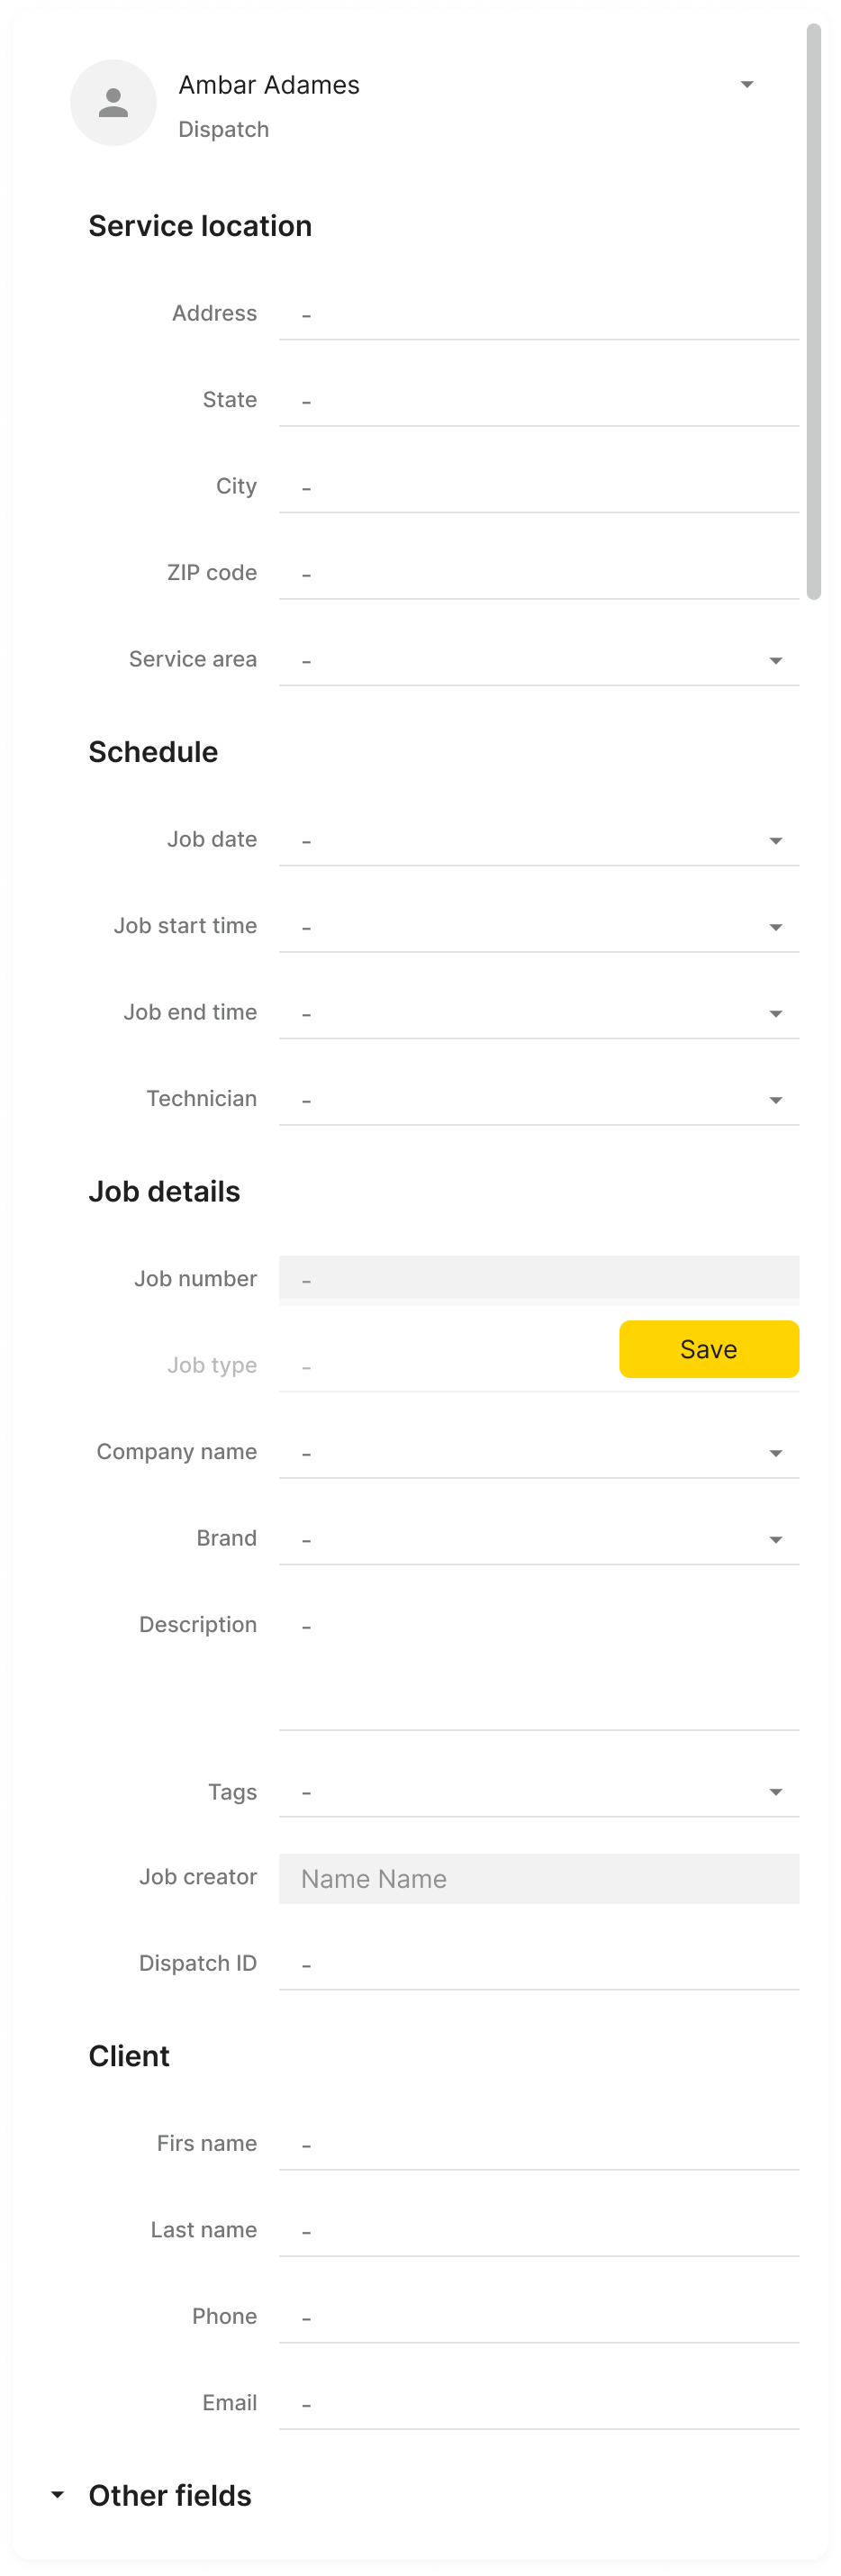 Ambar Adames
Dispatch
Service location
Address -
State -
City -
ZIP code -
Service area -
Schedule
Job date -
Job start time -
Job end time -
Technician -
Job details
Job number -
Save
Job type -
Company name -
Brand -
Description -
Tags -
Job creator Name Name
Dispatch ID -
Client
Firs name -
Last name -
Phone -
Email -
Other fields